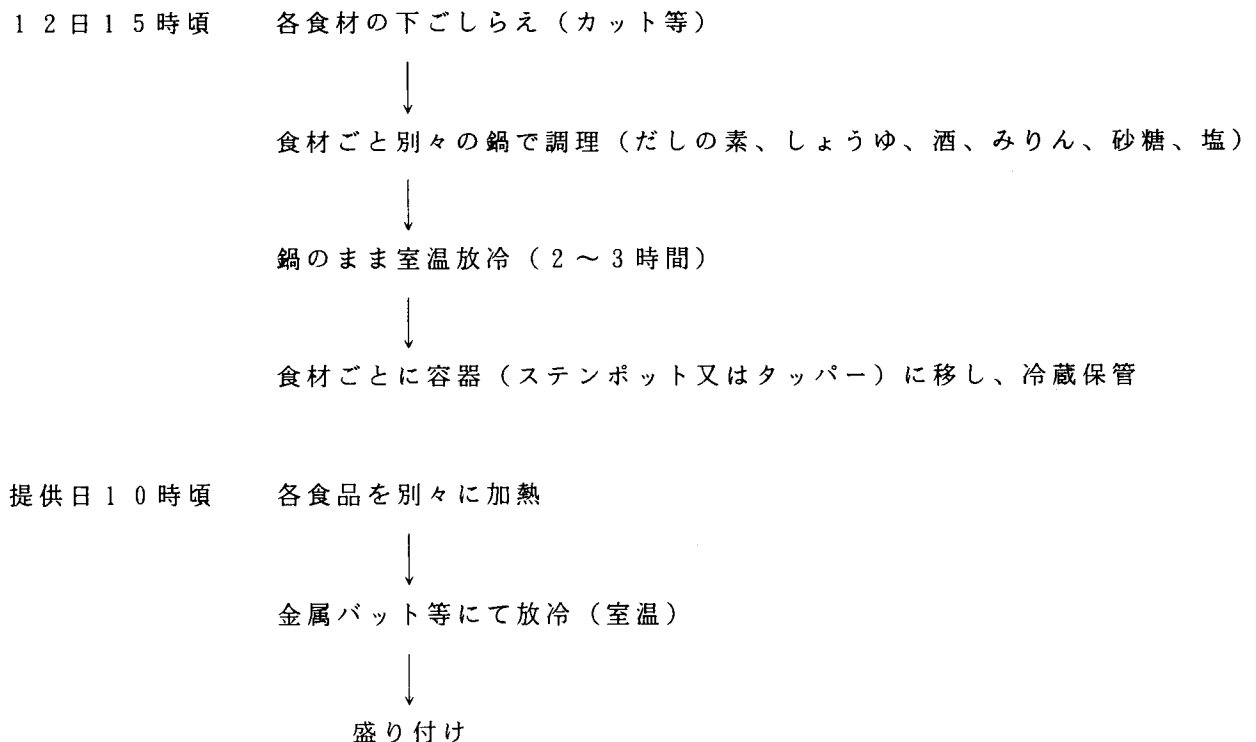 12日15時頃 各食材の下ごしらえ（カット等）
食材ごと別々の鍋で調理（だしの素、しょうゆ、酒、みりん、砂糖、塩）
鍋のまま室温放冷（2～3時間）
食材ごとに容器（ステンポット又はタッパー）に移し、冷蔵保管
提供日10時頃 各食品を別々に加熱
金属バット等にて放冷（室温）
盛り付け